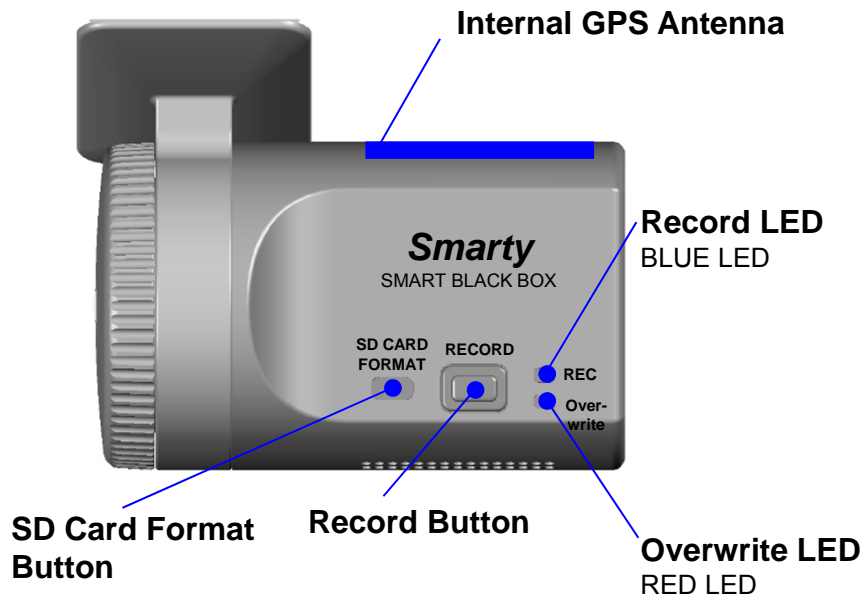 Internal GPS Antenna
Record LED
BLUE LED
Smarty
SMART BLACK BOX
SD CARD
FORMAT
RECORD
REC
Over-
write
SD Card Format
Button
Record Button
Overwrite LED
RED LED